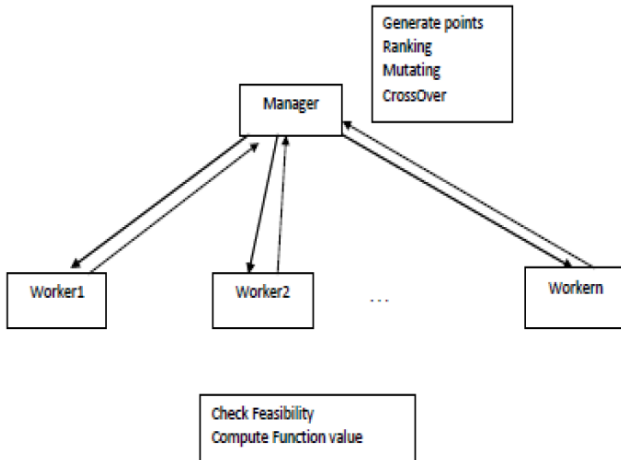 Generate points
Ranking
Mutating
CrossOver
Manager
Worker1
Worker2
...
Workern
Check Feasibility
Compute Function value